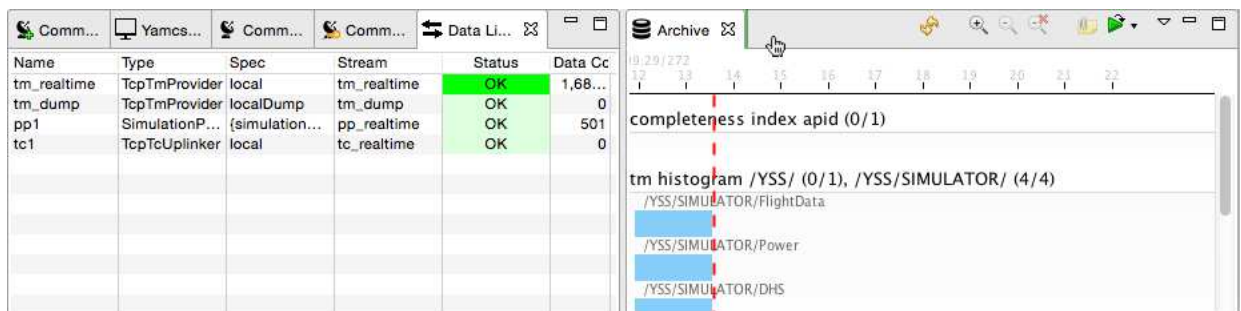 Comm... Yamcs... Comm... Comm... Data Li...
Name Type Spec Stream Status Data Cc
tm_realtime TcpTmProvider local tm_realtime OK 1,68...
tm_dump TcpTmProvider localDump tm_dump OK 0
pp1 SimulationP... {simulation... pp_realtime OK 501
tc1 TcpTcUplinker local tc_realtime OK 0
Archive
9:29/272
12 13 14 15 16 17 18 19 20 21 22
completeness index apid (0/1)
tm histogram /YSS/ (0/1), /YSS/SIMULATOR/ (4/4)
/YSS/SIMULATOR/FlightData
/YSS/SIMULATOR/Power
/YSS/SIMULATOR/DHS